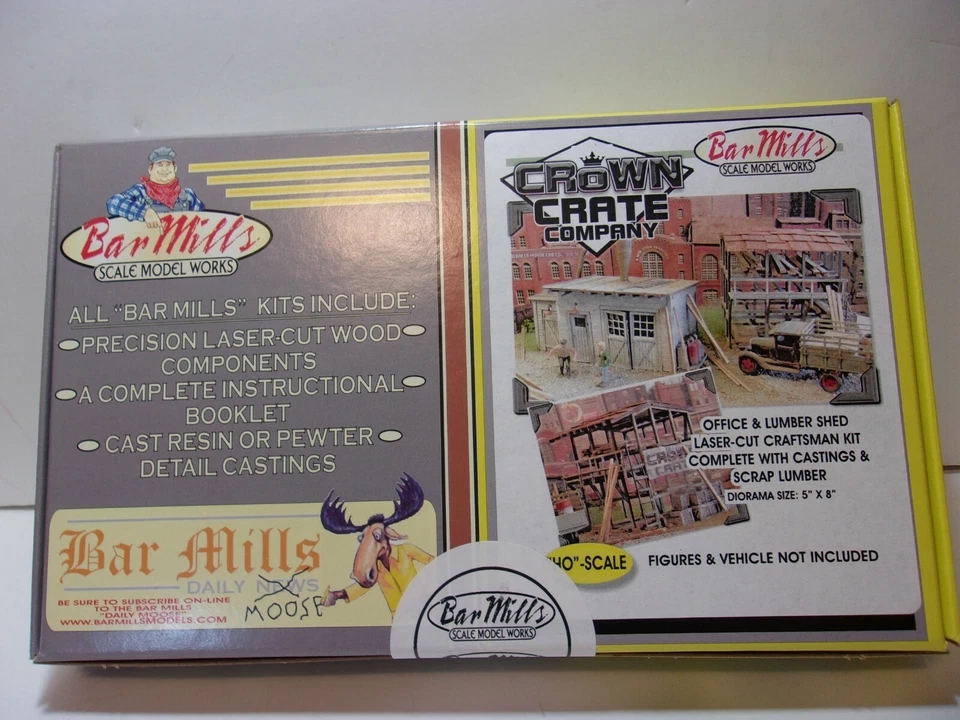 Bar Mills
SCALE MODEL WORKS
ALL "BAR MILLS" KITS INCLUDE:
PRECISION LASER-CUT WOOD
COMPONENTS
A COMPLETE INSTRUCTIONAL
BOOKLET
CAST RESIN OR PEWTER
DETAIL CASTINGS
Bar Mills
DAILY NEWS
MOOSE
BE SURE TO SUBSCRIBE ON-LINE
TO THE BAR MILLS
"DAILY MOOSE"
WWW.BARMILLSMODELS.COM
Bar Mills
SCALE MODEL WORKS
CROWN
CRATE
COMPANY
Bar Mills
SCALE MODEL WORKS
CROWN
CRATE
OFFICE & LUMBER SHED
LASER-CUT CRAFTSMAN KIT
COMPLETE WITH CASTINGS &
SCRAP LUMBER
DIORAMA SIZE: 5" X 8"
"HO"-SCALE
FIGURES & VEHICLE NOT INCLUDED